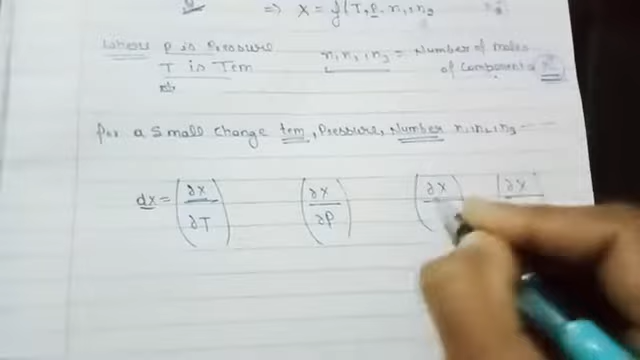 ⇒ X = f(T, P, n₁, n₂
Where P is Pressure
T is Tem
n₁, n₂, n₃ = Number of moles
of Component
For a Small change tem, Pressure, Number n₁, n₂, n₃ ----
dx = (∂X/∂T) (∂X/∂P) (∂X (∂X